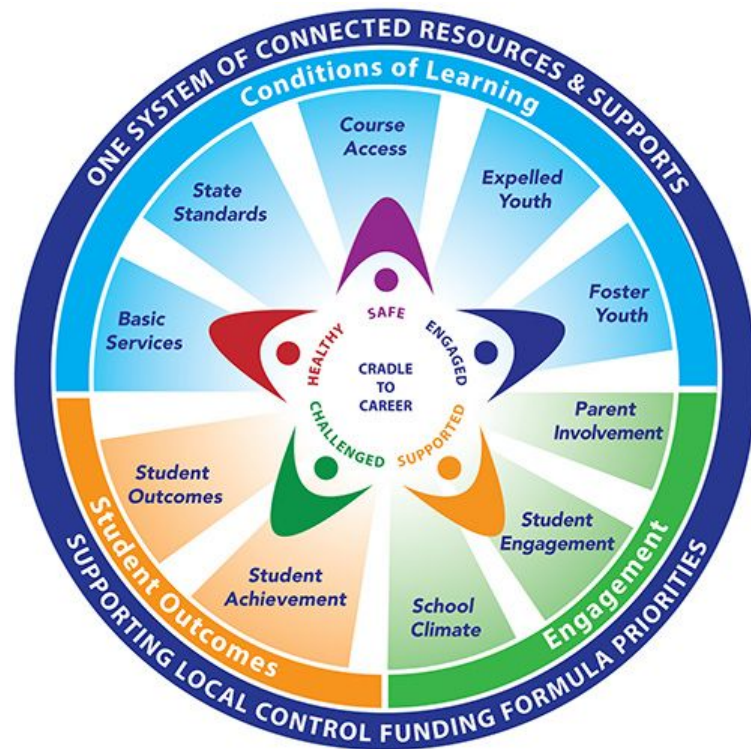 ONE SYSTEM OF CONNECTED RESOURCES & SUPPORTS
Conditions of Learning
Course
Access
State
Standards
Expelled
Youth
Basic
Services
Foster
Youth
SAFE
HEALTHY
ENGAGED
CRADLE
TO
CAREER
CHALLENGED
SUPPORTED
Parent
Involvement
Student
Outcomes
Student
Engagement
Student
Achievement
School
Climate
Student Outcomes
Engagement
SUPPORTING LOCAL CONTROL FUNDING FORMULA PRIORITIES